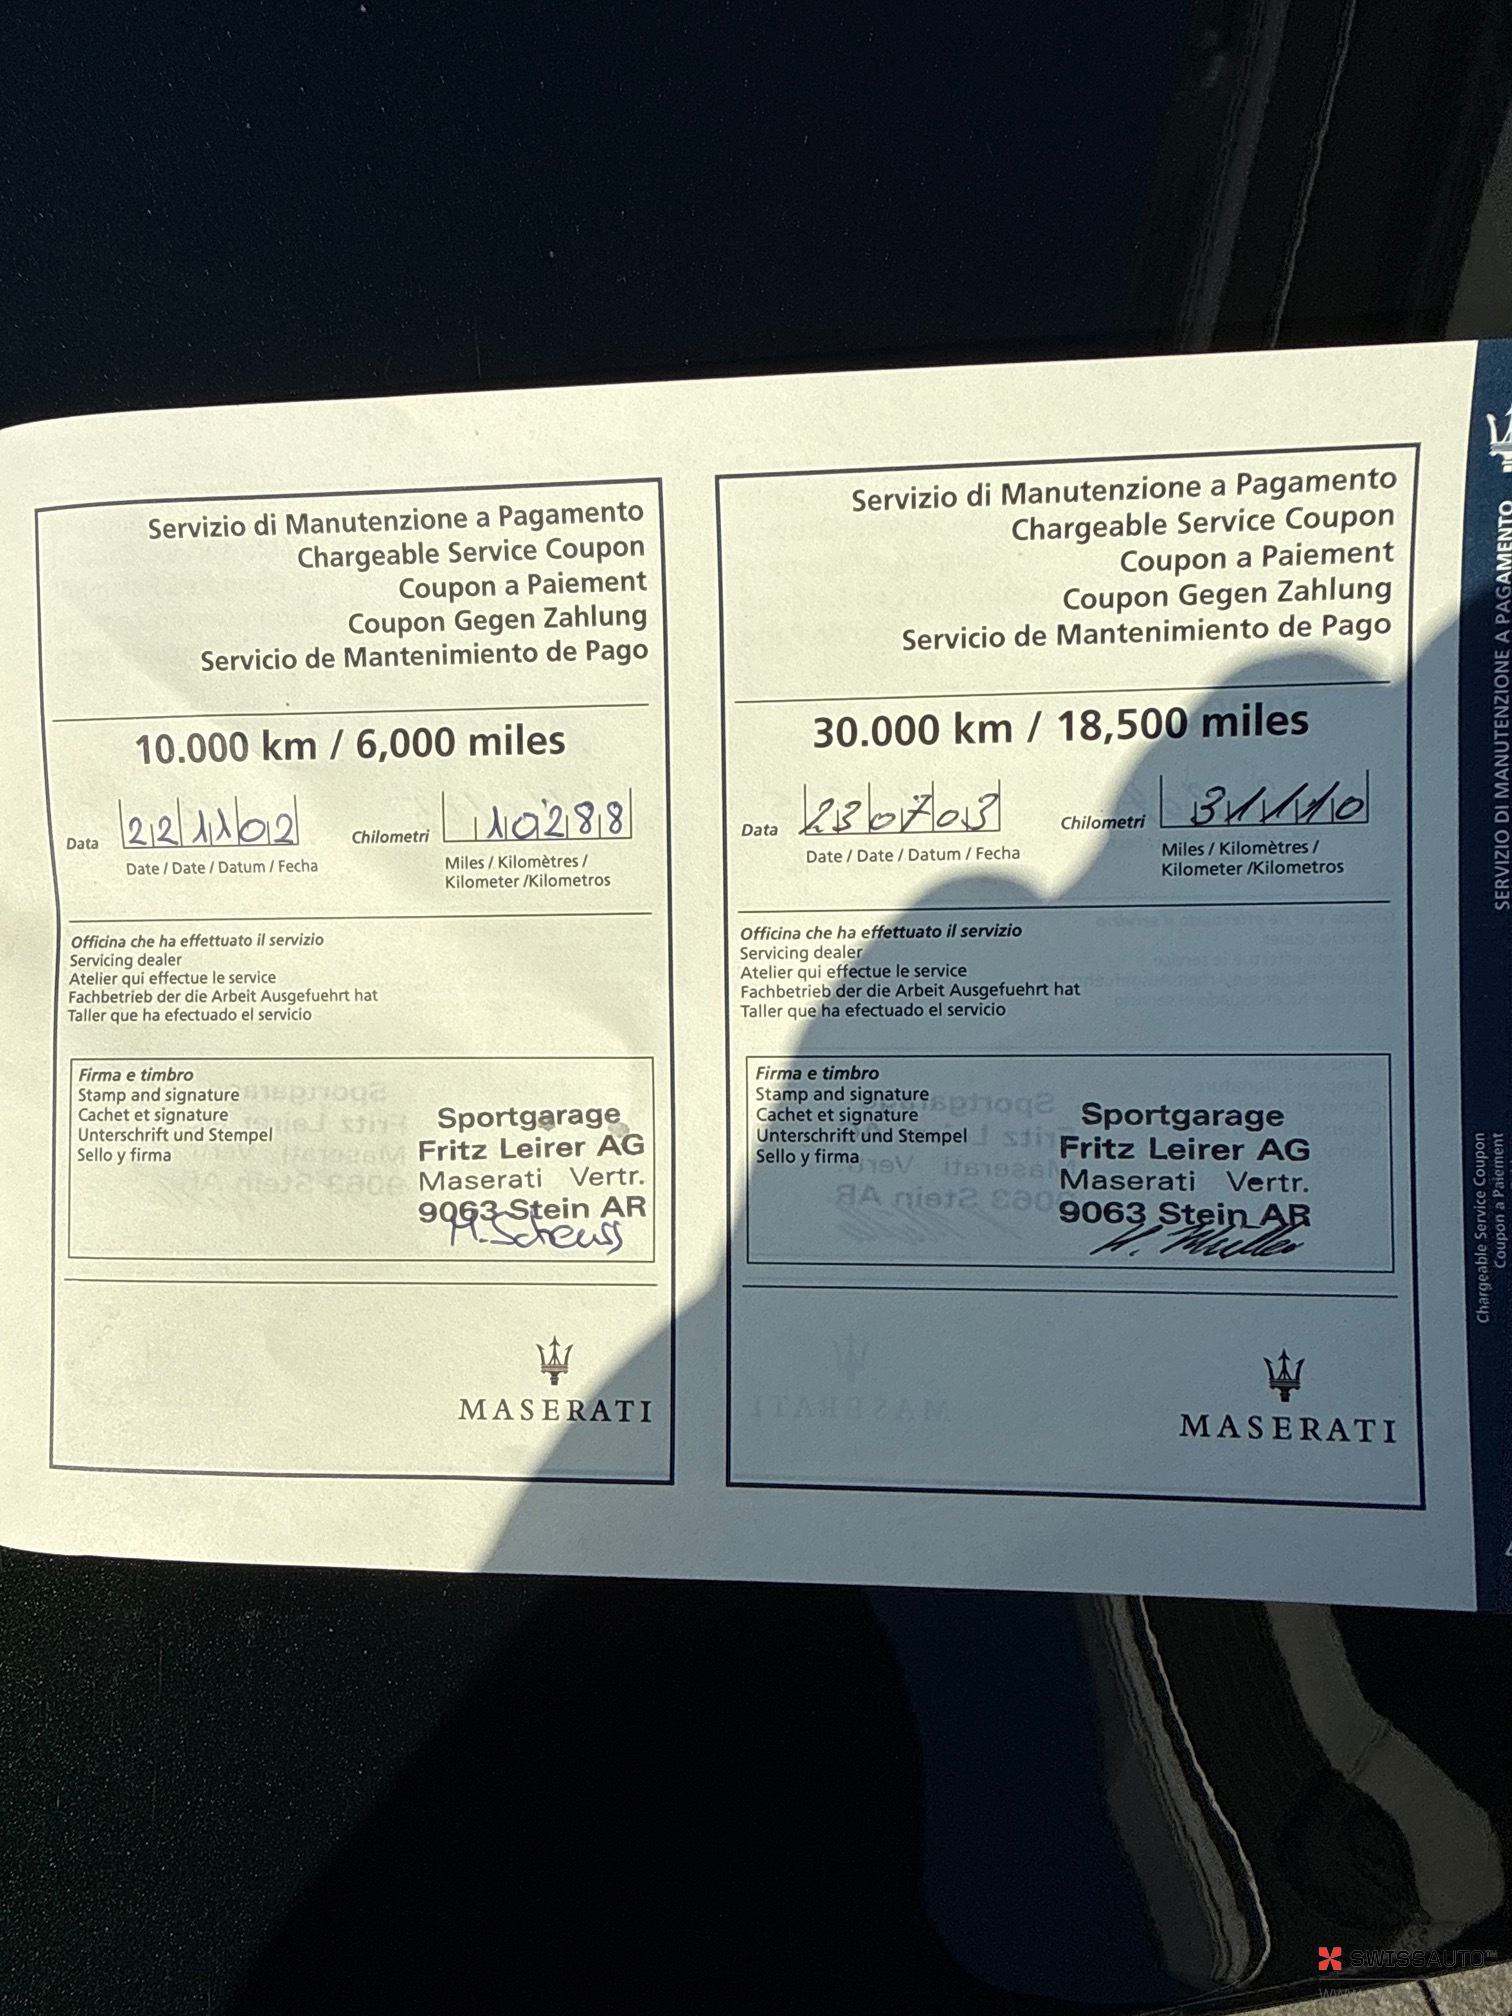 Servizio di Manutenzione a Pagamento
Chargeable Service Coupon
Coupon a Paiement
Coupon Gegen Zahlung
Servicio de Mantenimiento de Pago
10.000 km / 6,000 miles
Data 221102 Chilometri 10288
Date / Date / Datum / Fecha
Miles / Kilomètres /
Kilometer /Kilometros
Officina che ha effettuato il servizio
Servicing dealer
Atelier qui effectue le service
Fachbetrieb der die Arbeit Ausgefuehrt hat
Taller que ha efectuado el servicio
Firma e timbro
Stamp and signature
Cachet et signature
Unterschrift und Stempel
Sello y firma
Sportgarage
Fritz Leirer AG
Maserati Vertr.
9063 Stein AR
MASERATI
Servizio di Manutenzione a Pagamento
Chargeable Service Coupon
Coupon a Paiement
Coupon Gegen Zahlung
Servicio de Mantenimiento de Pago
30.000 km / 18,500 miles
Data 230703 Chilometri 31110
Date / Date / Datum / Fecha
Miles / Kilomètres /
Kilometer /Kilometros
Officina che ha effettuato il servizio
Servicing dealer
Atelier qui effectue le service
Fachbetrieb der die Arbeit Ausgefuehrt hat
Taller que ha efectuado el servicio
Firma e timbro
Stamp and signature
Cachet et signature
Unterschrift und Stempel
Sello y firma
Sportgarage
Fritz Leirer AG
Maserati Vertr.
9063 Stein AR
MASERATI
SERVIZIO DI MANUTENZIONE A PAGAMENTO
SERVIZIO DI MANUTENZIONE A PAGAMENTO
Chargeable Service Coupon
Coupon a Paiement
SWISSAUTO